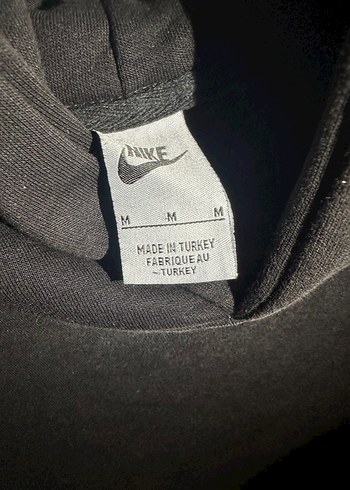 NIKE
M M M
MADE IN TURKEY
FABRIQUE AU
~ TURKEY